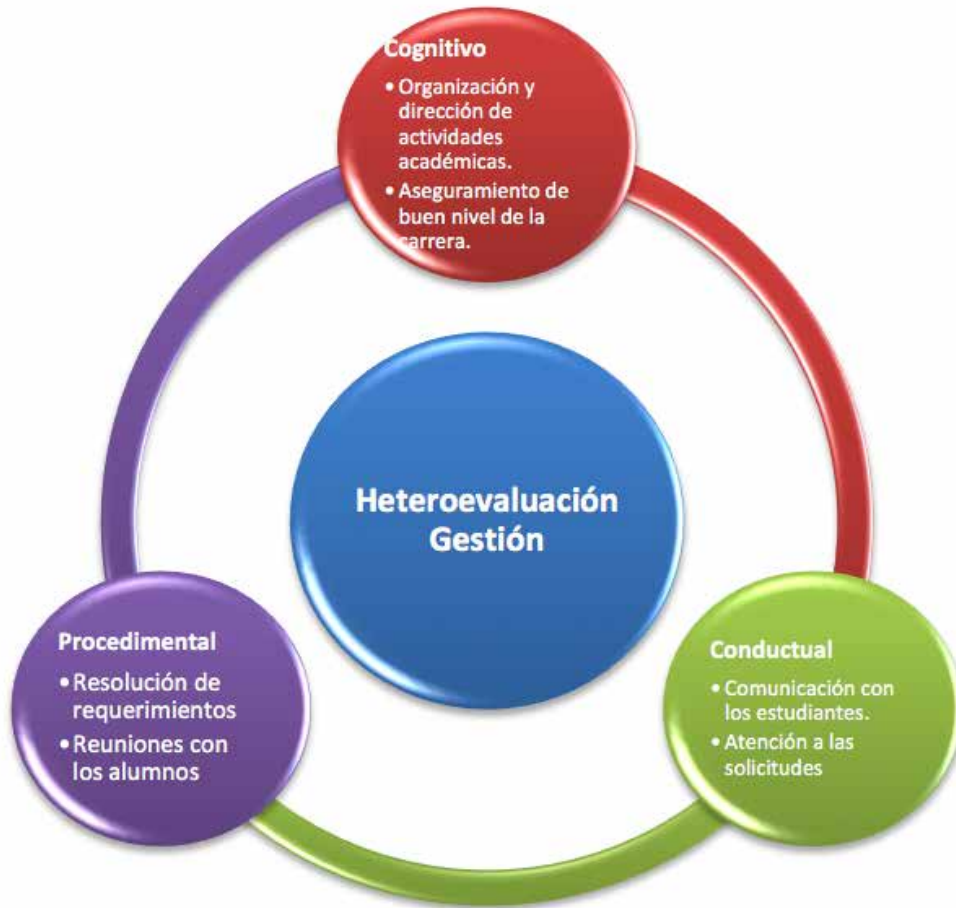 Cognitivo
• Organización y
dirección de
actividades
académicas.
• Aseguramiento de
buen nivel de la
carrera.
Heteroevaluación
Gestión
Procedimental
• Resolución de
requerimientos
• Reuniones con
los alumnos
Conductual
• Comunicación con
los estudiantes.
• Atención a las
solicitudes